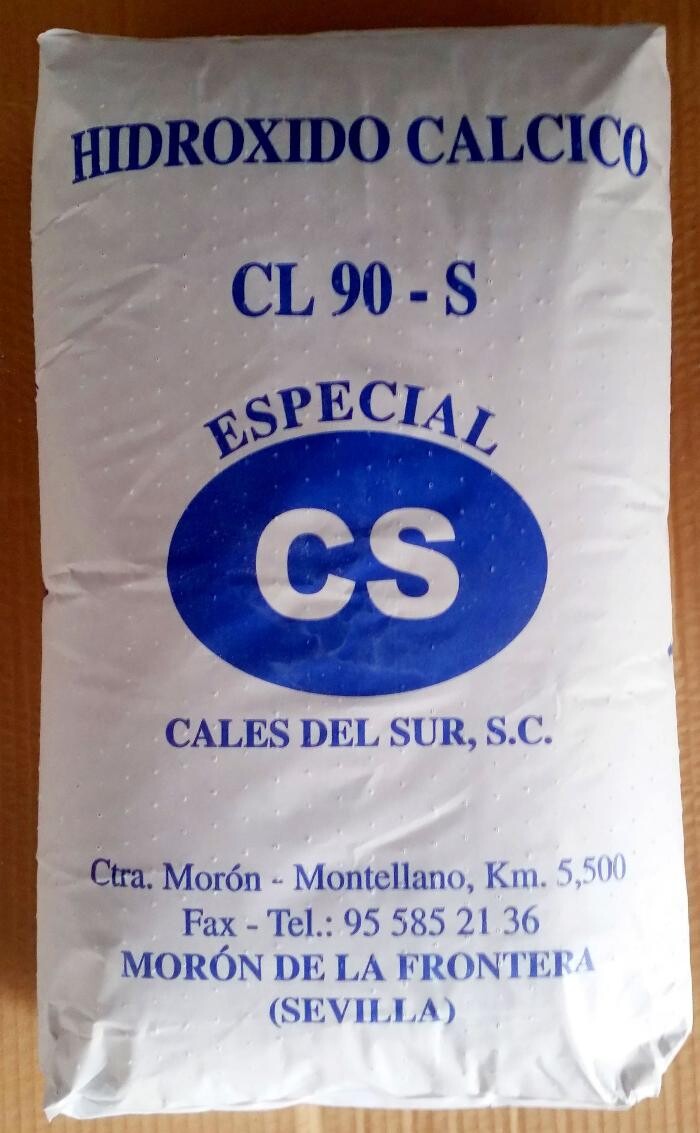 HIDROXIDO CALCICO
CL 90 - S
ESPECIAL
CS
CALES DEL SUR, S.C.
Ctra. Morón - Montellano, Km. 5,500
Fax - Tel.: 95 585 21 36
MORÓN DE LA FRONTERA
(SEVILLA)